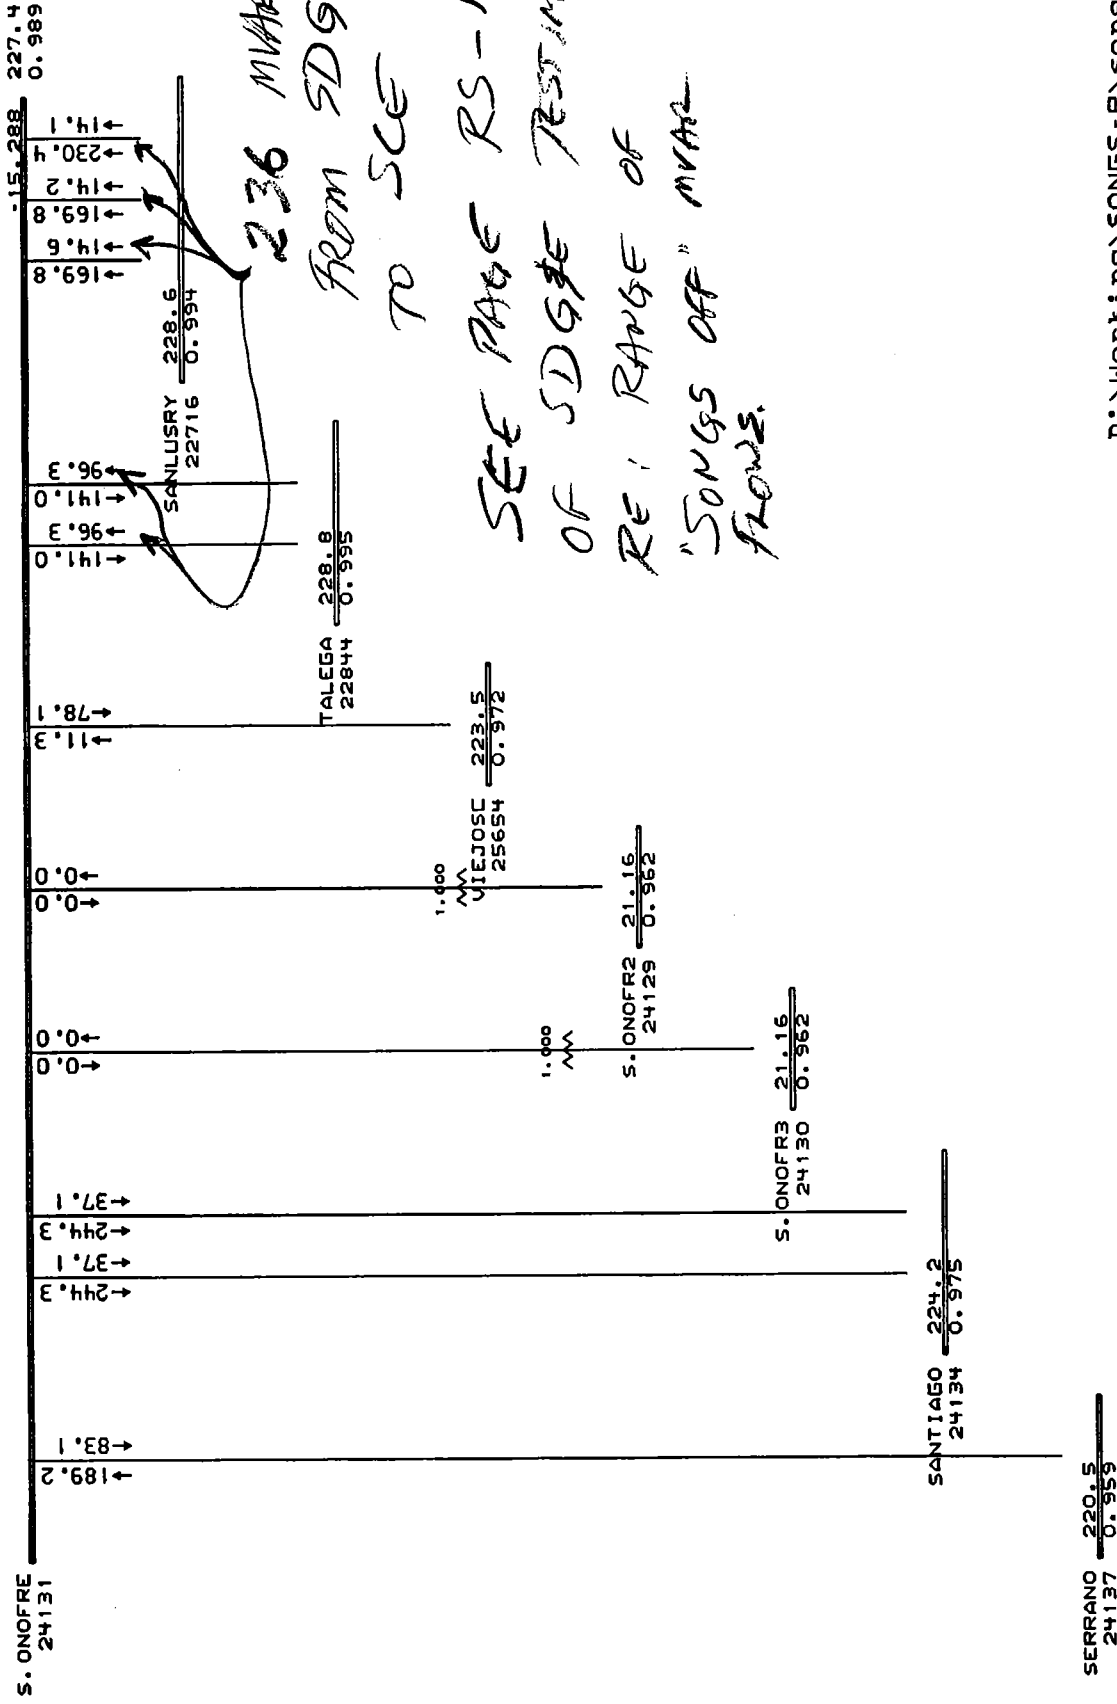 S. ONOFRE
24131
-15.288 227.4
0.989
←189.2
83.1→
←244.3
37.1→
←244.3
37.1→
0.0→
0.0←
0.0→
0.0←
←11.3
78.1→
141.0→
96.3←
141.0→
96.3←
←169.8
←14.6
←169.8
←14.2
←230.4
←14.1
SANLUSRY 228.6
22716 0.994
TALEGA 228.8
22844 0.995
1.000
VIEJOSC 223.5
25654 0.972
1.000
S.ONOFR2 21.16
24129 0.962
S.ONOFR3 21.16
24130 0.962
SANTIAGO 224.2
24134 0.975
SERRANO 220.5
24137 0.959
236
FROM SDG
TO SCE
SEE PAGE RS-
OF SDG&E
RE: RANGE OF
"SONGS OFF" MVAR
FLOWS.